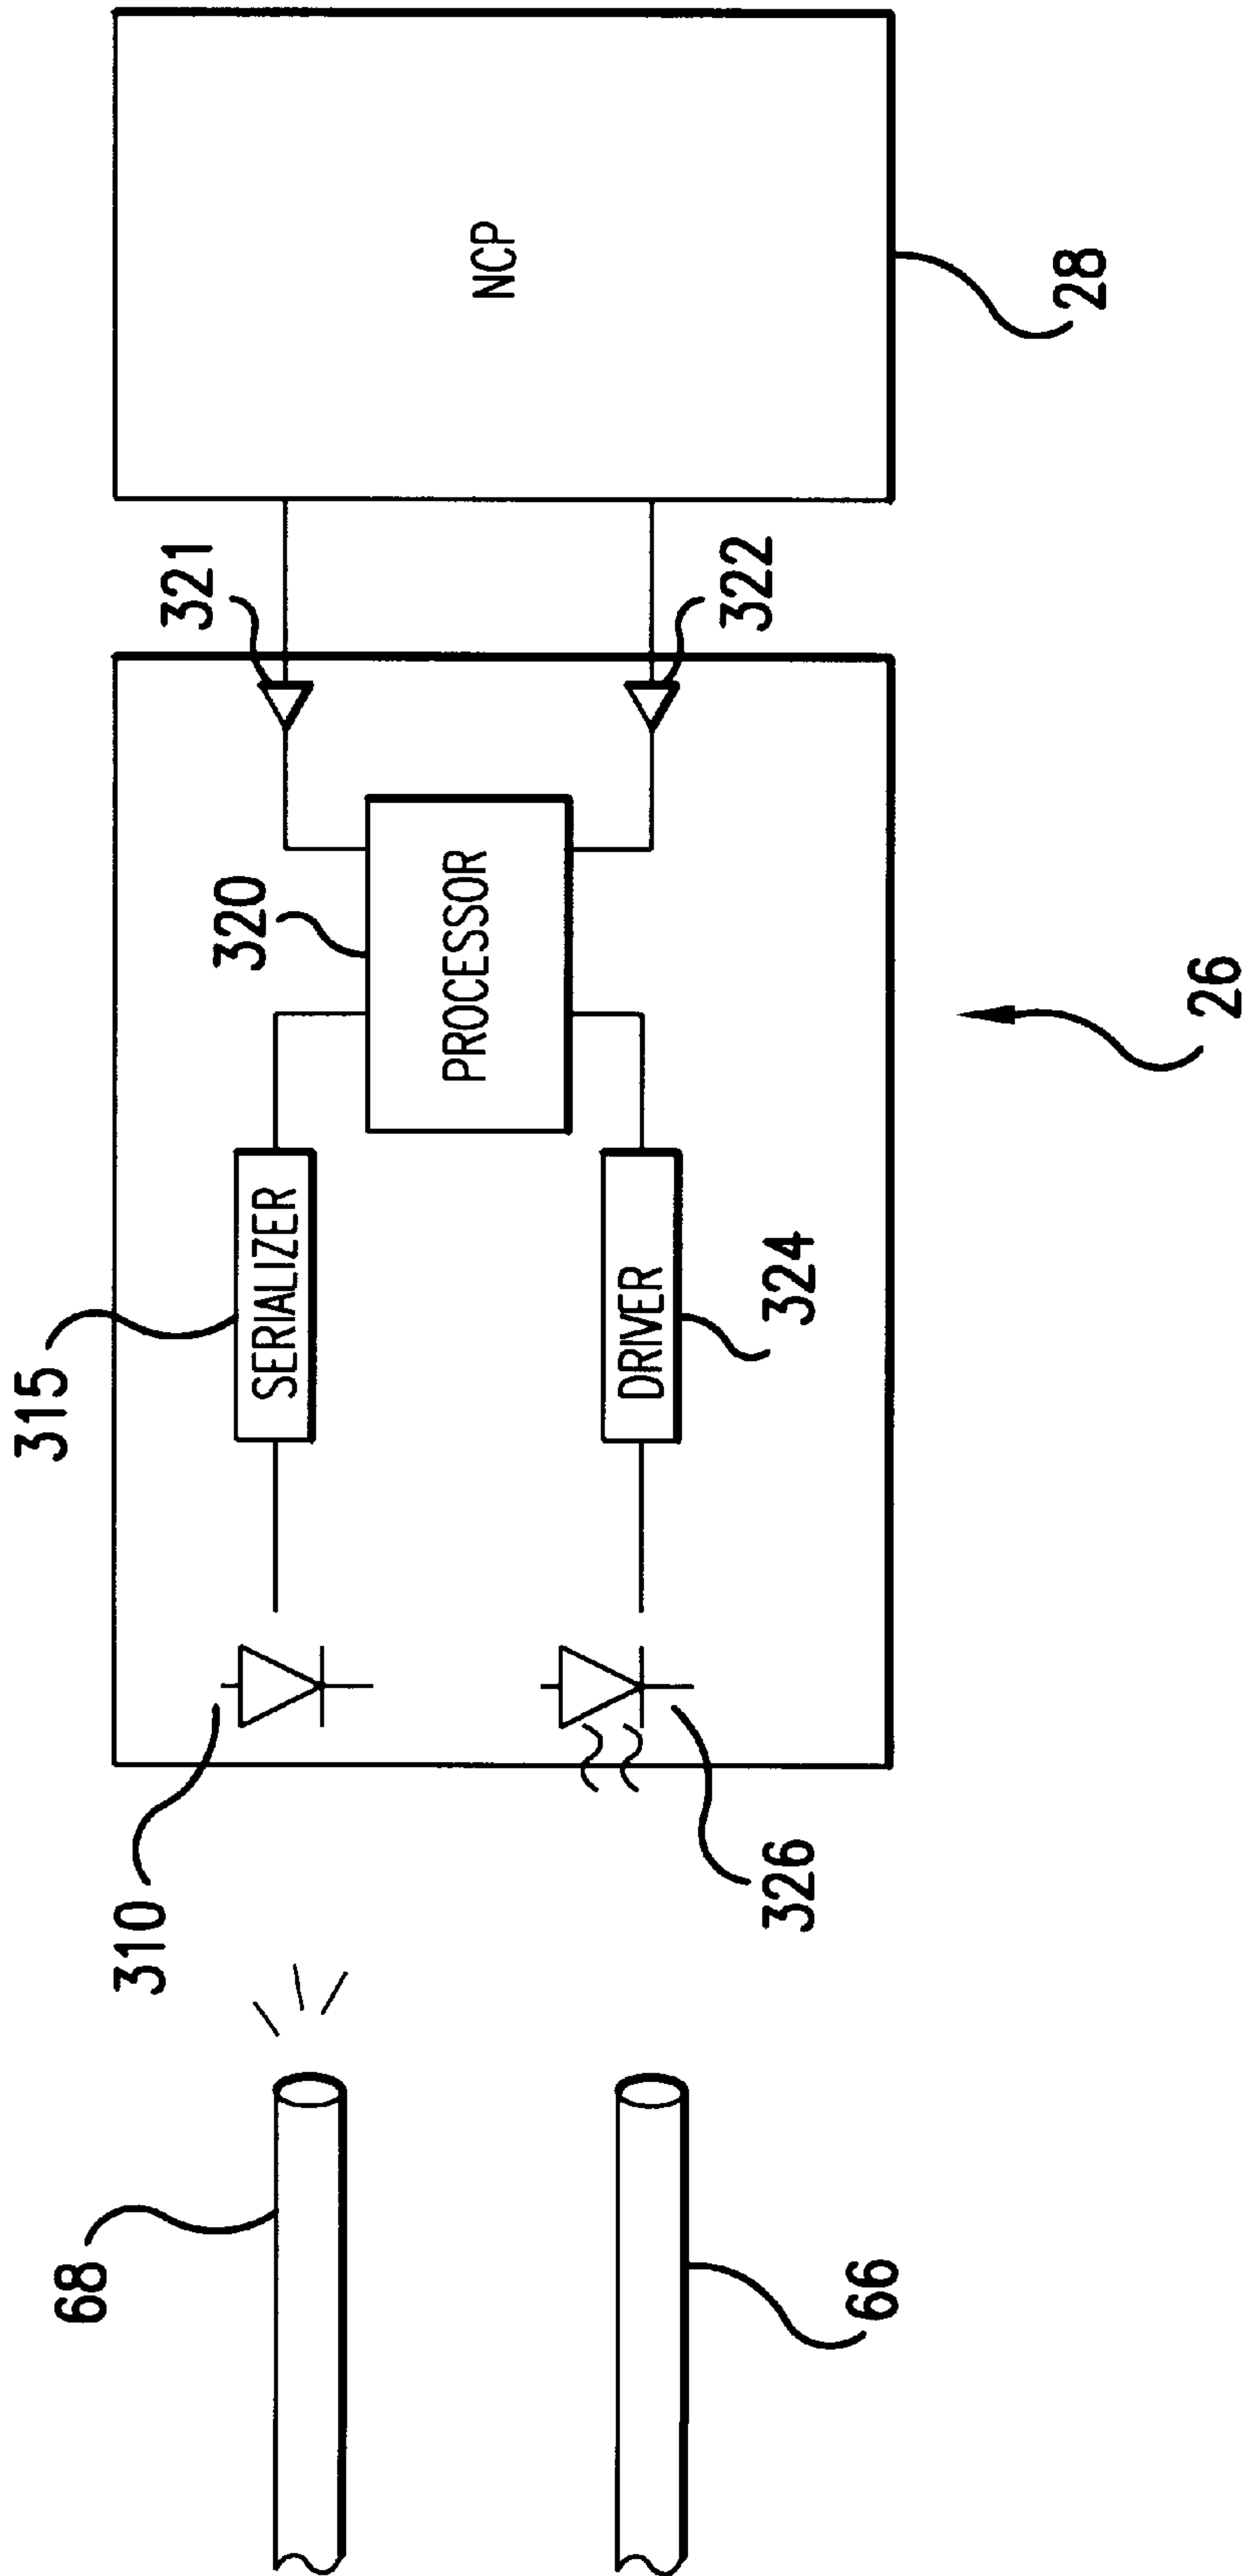 315
68
310
320
321
SERIALIZER
PROCESSOR
NCP
DRIVER
66
326
324
322
28
26